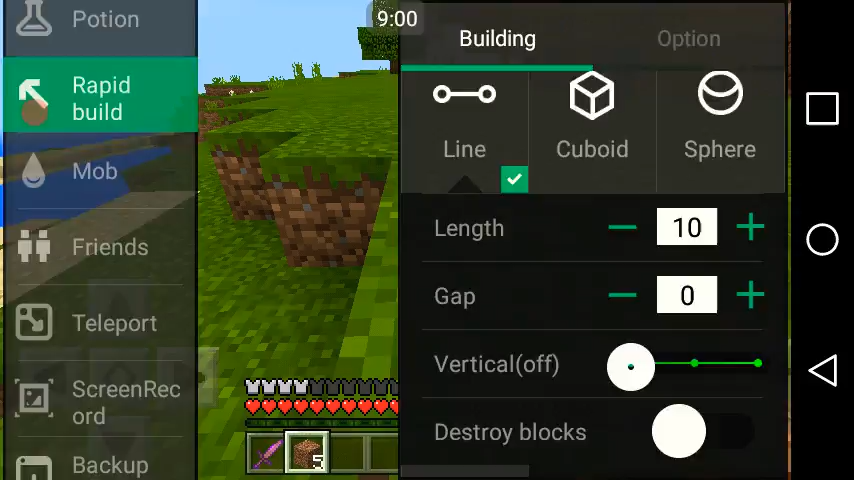 Potion
Rapid
build
Mob
Friends
Teleport
ScreenRec
ord
Backup
9:00
Building
Option
Line
Cuboid
Sphere
Length
10
Gap
0
Vertical(off)
Destroy blocks
5